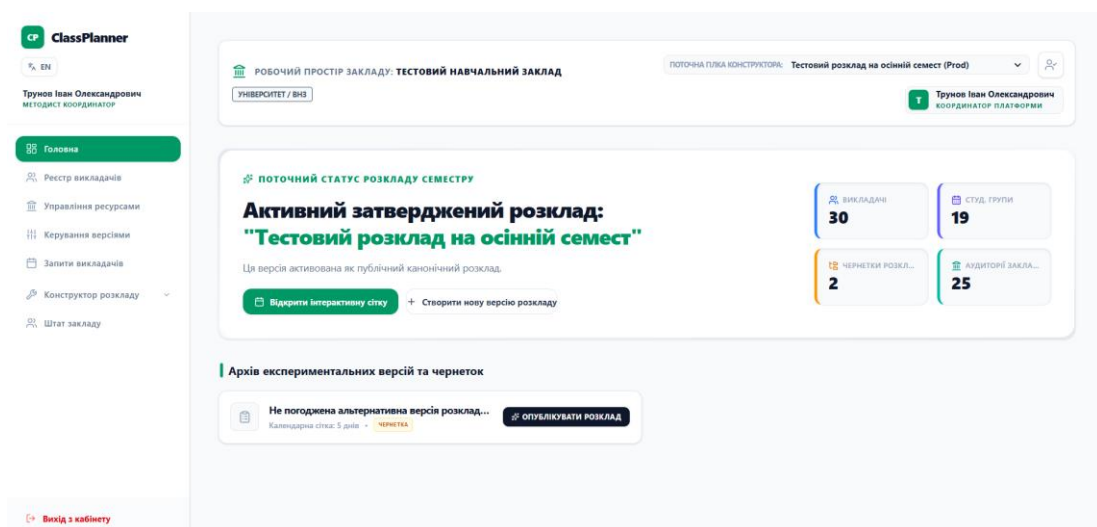 CP ClassPlanner
EN
Трунов Іван Олександрович
МЕТОДИСТ КООРДИНАТОР
Головна
Реєстр викладачів
Управління ресурсами
Керування версіями
Запити викладачів
Конструктор розкладу
Штат закладу
Вихід з кабінету
РОБОЧИЙ ПРОСТІР ЗАКЛАДУ: ТЕСТОВИЙ НАВЧАЛЬНИЙ ЗАКЛАД
УНІВЕРСИТЕТ / ВНЗ
ПОТОЧНА ГІЛКА КОНСТРУКТОРА: Тестовий розклад на осінній семест (Prod)
Т Трунов Іван Олександрович
КООРДИНАТОР ПЛАТФОРМИ
ПОТОЧНИЙ СТАТУС РОЗКЛАДУ СЕМЕСТРУ
Активний затверджений розклад:
"Тестовий розклад на осінній семест"
Ця версія активована як публічний канонічний розклад.
Відкрити інтерактивну сітку
+ Створити нову версію розкладу
ВИКЛАДАЧІ
30
СТУД. ГРУПИ
19
ЧЕРНЕТКИ РОЗКЛ...
2
АУДИТОРІЇ ЗАКЛА...
25
Архів експериментальних версій та чернеток
Не погоджена альтернативна версія розклад...
Календарна сітка: 5 днів • ЧЕРНЕТКА
ОПУБЛІКУВАТИ РОЗКЛАД